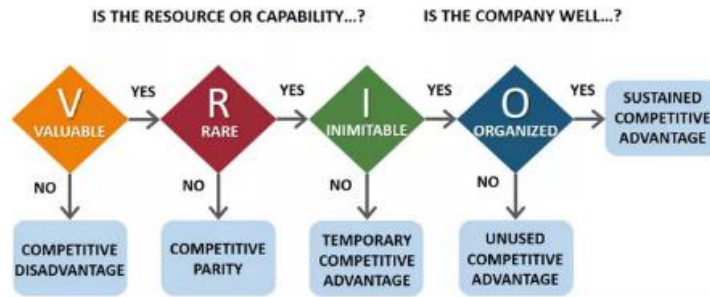 IS THE RESOURCE OR CAPABILITY...?
IS THE COMPANY WELL...?
V
VALUABLE
YES
R
RARE
YES
I
INIMITABLE
YES
O
ORGANIZED
YES
SUSTAINED
COMPETITIVE
ADVANTAGE
NO
NO
NO
NO
COMPETITIVE
DISADVANTAGE
COMPETITIVE
PARITY
TEMPORARY
COMPETITIVE
ADVANTAGE
UNUSED
COMPETITIVE
ADVANTAGE